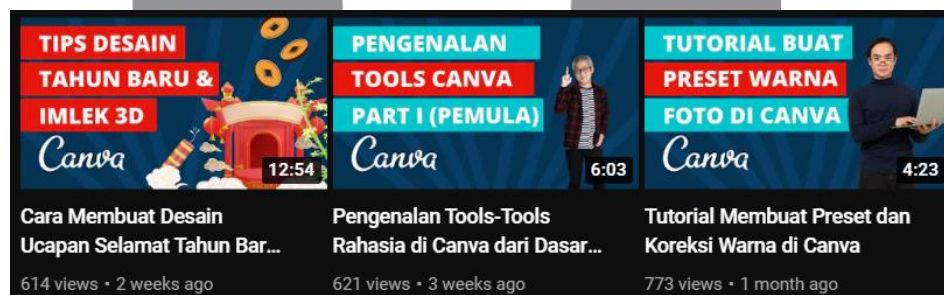 TIPS DESAIN
TAHUN BARU &
IMLEK 3D
Canva
12:54
Cara Membuat Desain
Ucapan Selamat Tahun Bar...
614 views • 2 weeks ago
PENGENALAN
TOOLS CANVA
PART I (PEMULA)
Canva
6:03
Pengenalan Tools-Tools
Rahasia di Canva dari Dasar...
621 views • 3 weeks ago
TUTORIAL BUAT
PRESET WARNA
FOTO DI CANVA
Canva
4:23
Tutorial Membuat Preset dan
Koreksi Warna di Canva
773 views • 1 month ago